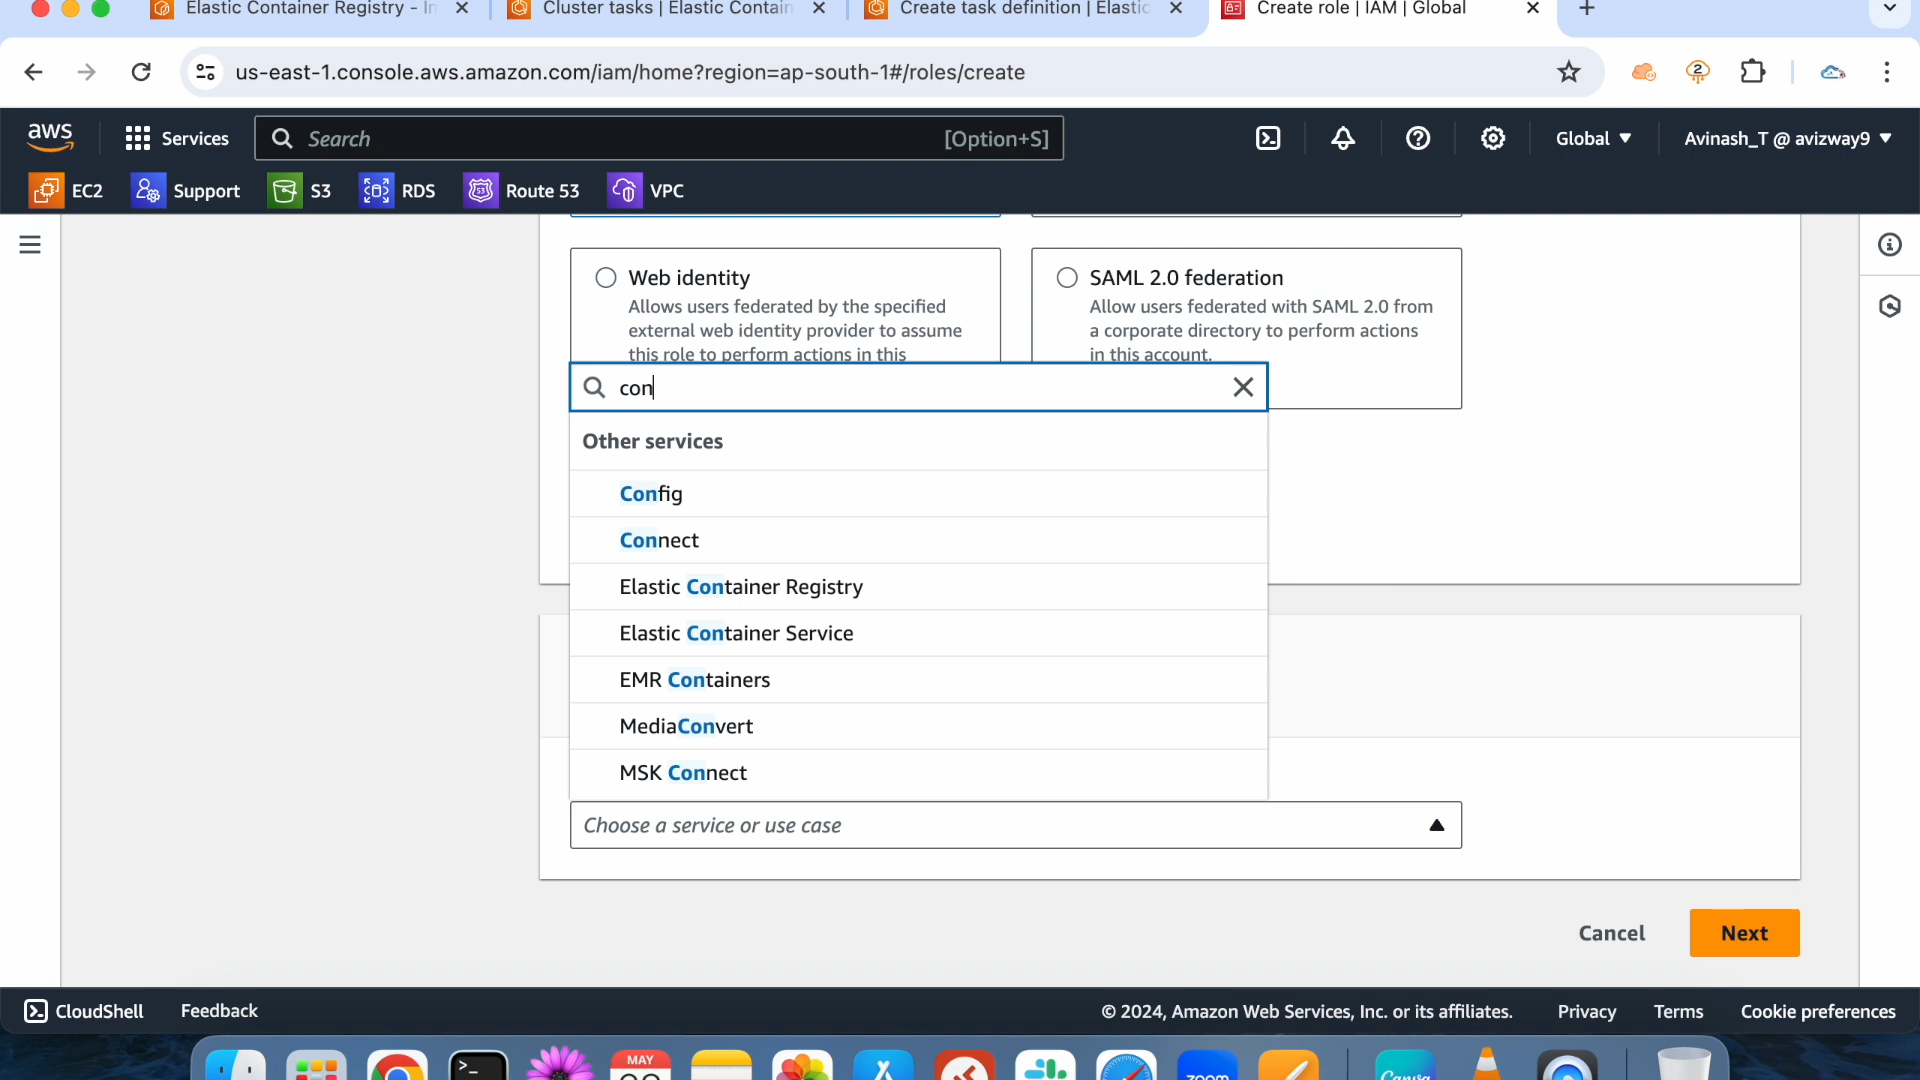 Elastic Container Registry - In
Cluster tasks | Elastic Contain
Create task definition | Elastic
Create role | IAM | Global
us-east-1.console.aws.amazon.com/iam/home?region=ap-south-1#/roles/create
2
aws
Services
Search
[Option+S]
Global
Avinash_T @ avizway9
EC2
Support
S3
RDS
Route 53
VPC
Web identity
Allows users federated by the specified
external web identity provider to assume
this role to perform actions in this
SAML 2.0 federation
Allow users federated with SAML 2.0 from
a corporate directory to perform actions
in this account.
con
Other services
Config
Connect
Elastic Container Registry
Elastic Container Service
EMR Containers
MediaConvert
MSK Connect
Choose a service or use case
Cancel
Next
CloudShell
Feedback
© 2024, Amazon Web Services, Inc. or its affiliates.
Privacy
Terms
Cookie preferences
MAY
zoom
Canva